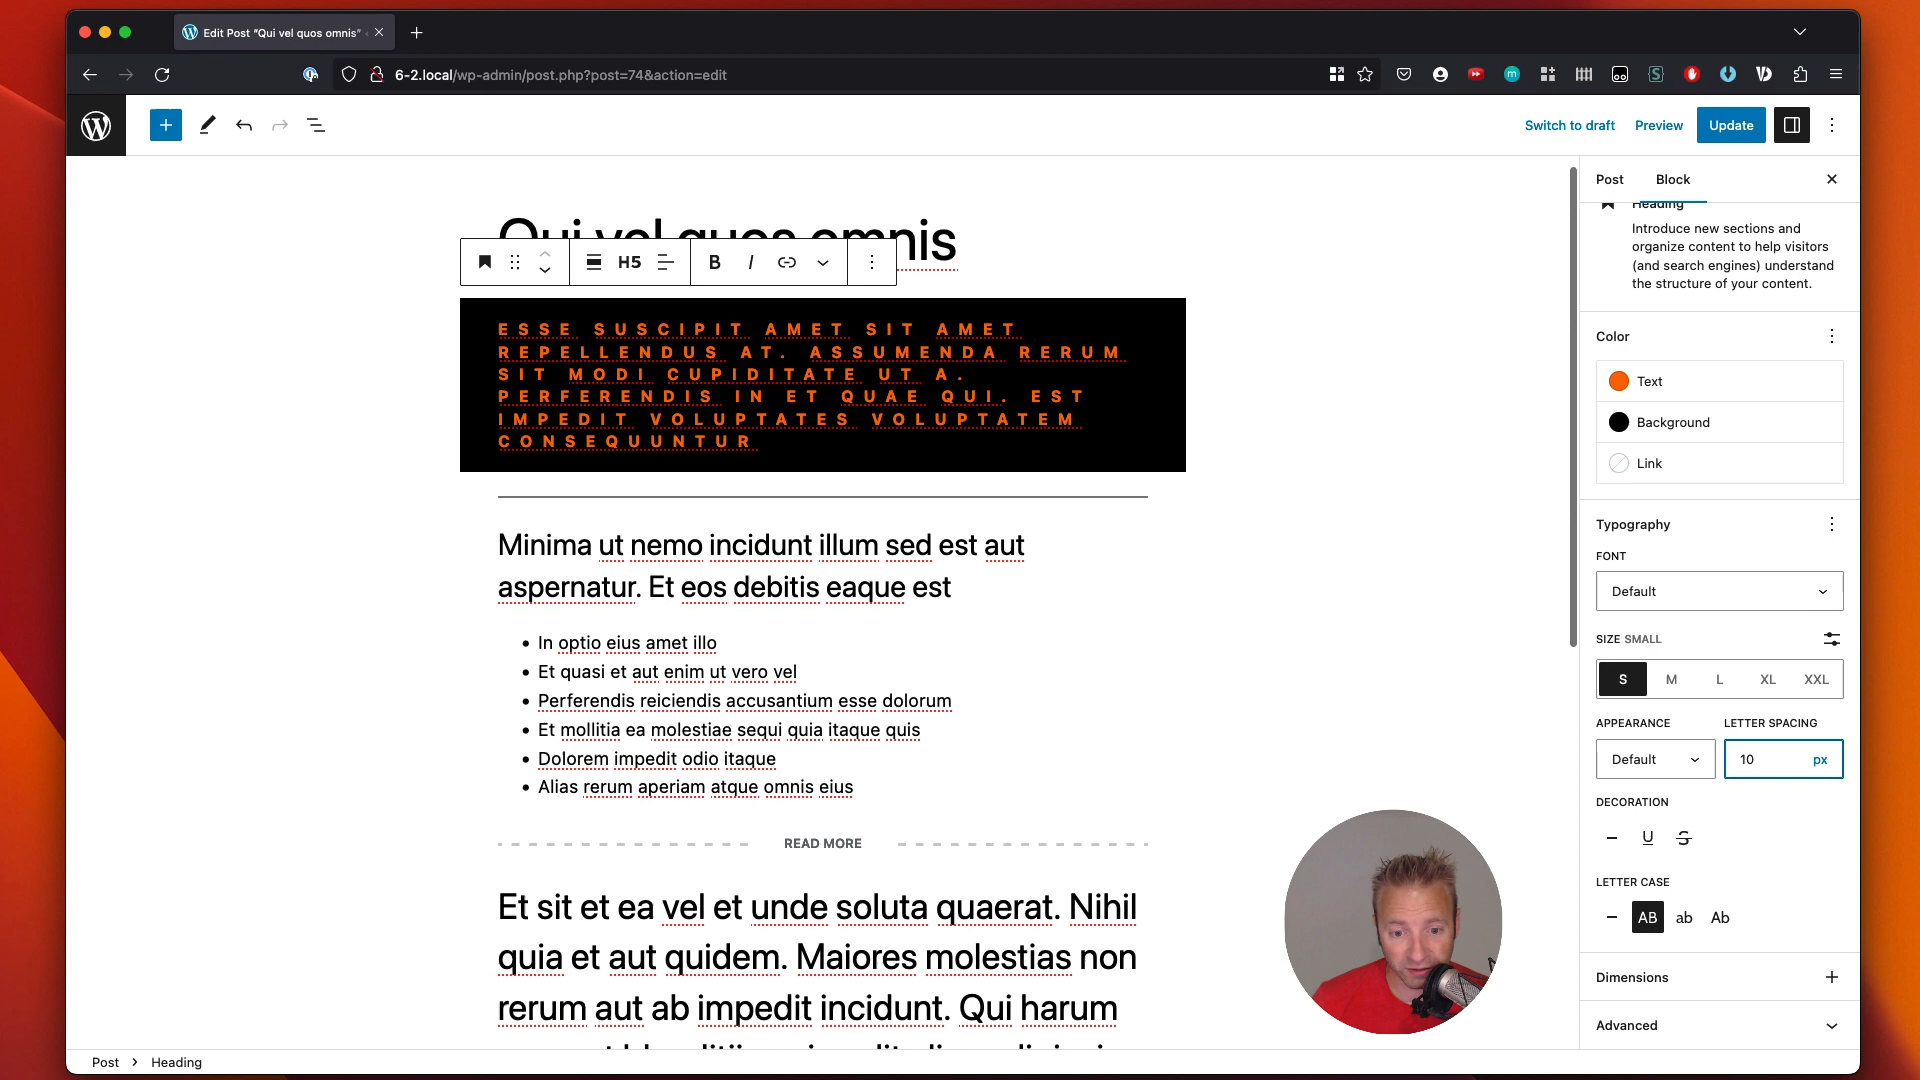 Edit Post “Qui vel quos omnis”
6-2.local/wp-admin/post.php?post=74&action=edit
Switch to draft
Preview
Update
Qui vel quos omnis
H5
B
I
ESSE SUSCIPIT AMET SIT AMET
REPELLENDUS AT. ASSUMENDA RERUM
SIT MODI CUPIDITATE UT A.
PERFERENDIS IN ET QUAE QUI. EST
IMPEDIT VOLUPTATES VOLUPTATEM
CONSEQUUNTUR
Minima ut nemo incidunt illum sed est aut
aspernatur. Et eos debitis eaque est
• In optio eius amet illo
• Et quasi et aut enim ut vero vel
• Perferendis reiciendis accusantium esse dolorum
• Et mollitia ea molestiae sequi quia itaque quis
• Dolorem impedit odio itaque
• Alias rerum aperiam atque omnis eius
READ MORE
Et sit et ea vel et unde soluta quaerat. Nihil
quia et aut quidem. Maiores molestias non
rerum aut ab impedit incidunt. Qui harum
Post
Block
Heading
Introduce new sections and
organize content to help visitors
(and search engines) understand
the structure of your content.
Color
Text
Background
Link
Typography
FONT
Default
SIZE SMALL
S M L XL XXL
APPEARANCE
LETTER SPACING
Default
10 px
DECORATION
U S
LETTER CASE
AB ab Ab
Dimensions
Advanced
Post › Heading